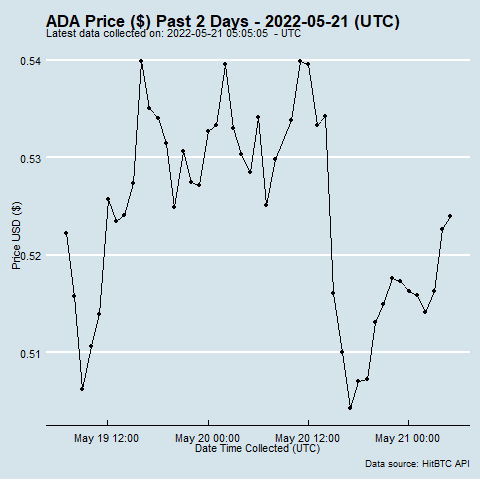 ADA Price ($) Past 2 Days - 2022-05-21 (UTC)
Latest data collected on: 2022-05-21 05:05:05  - UTC
0.54
0.53
0.52
0.51
Price USD ($)
May 19 12:00
May 20 00:00
May 20 12:00
May 21 00:00
Date Time Collected (UTC)
Data source: HitBTC API